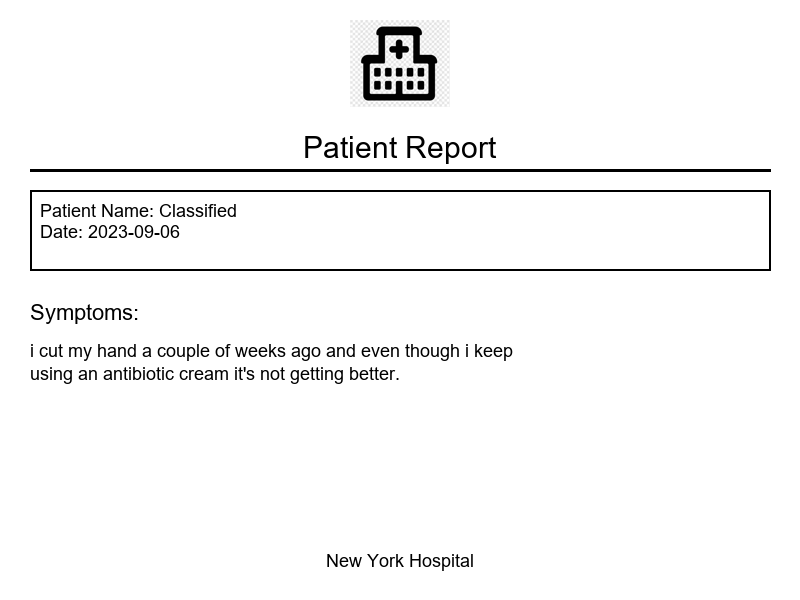 Patient Report
Patient Name: Classified
Date: 2023-09-06
Symptoms:
i cut my hand a couple of weeks ago and even though i keep
using an antibiotic cream it's not getting better.
New York Hospital